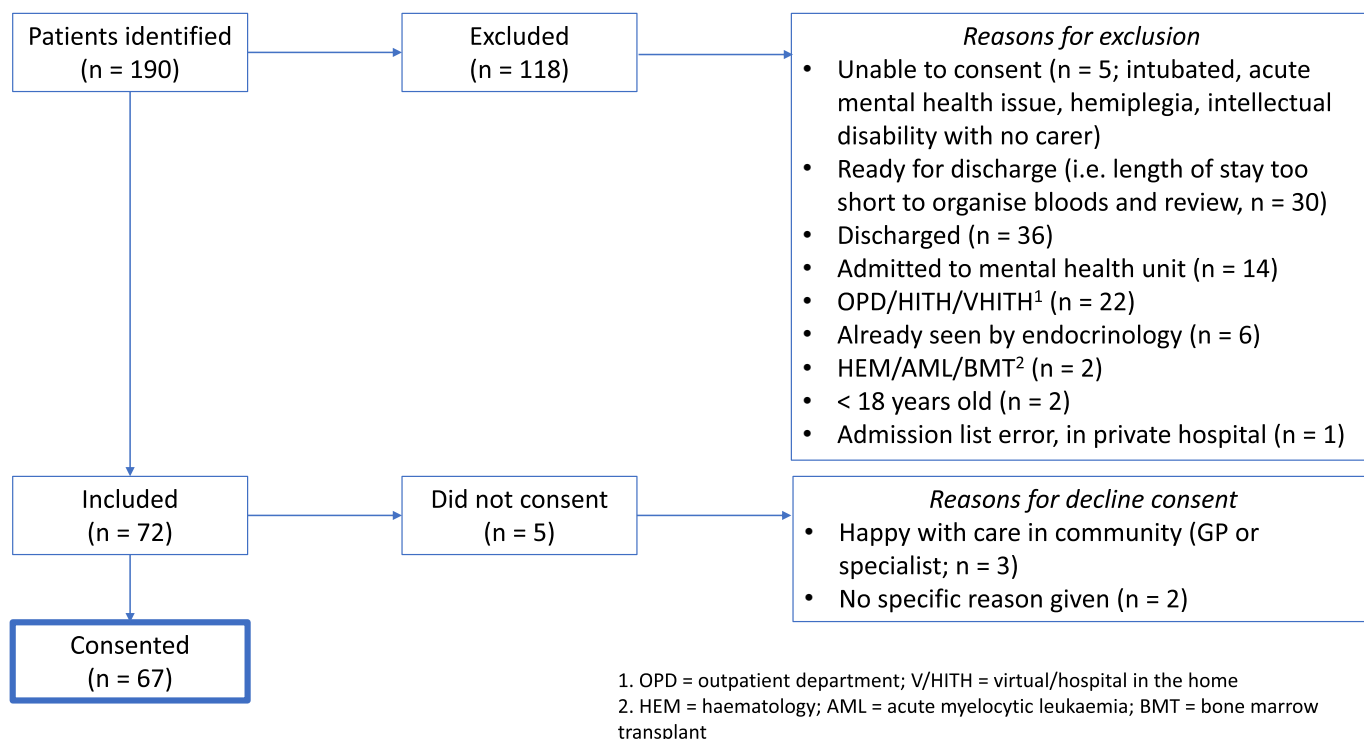 Patients identified
(n = 190)
Excluded
(n = 118)
Reasons for exclusion
• Unable to consent (n = 5; intubated, acute
mental health issue, hemiplegia, intellectual
disability with no carer)
• Ready for discharge (i.e. length of stay too
short to organise bloods and review, n = 30)
• Discharged (n = 36)
• Admitted to mental health unit (n = 14)
• OPD/HITH/VHITH¹ (n = 22)
• Already seen by endocrinology (n = 6)
• HEM/AML/BMT² (n = 2)
• < 18 years old (n = 2)
• Admission list error, in private hospital (n = 1)
Included
(n = 72)
Did not consent
(n = 5)
Reasons for decline consent
• Happy with care in community (GP or
specialist; n = 3)
• No specific reason given (n = 2)
Consented
(n = 67)
1. OPD = outpatient department; V/HITH = virtual/hospital in the home
2. HEM = haematology; AML = acute myelocytic leukaemia; BMT = bone marrow
transplant